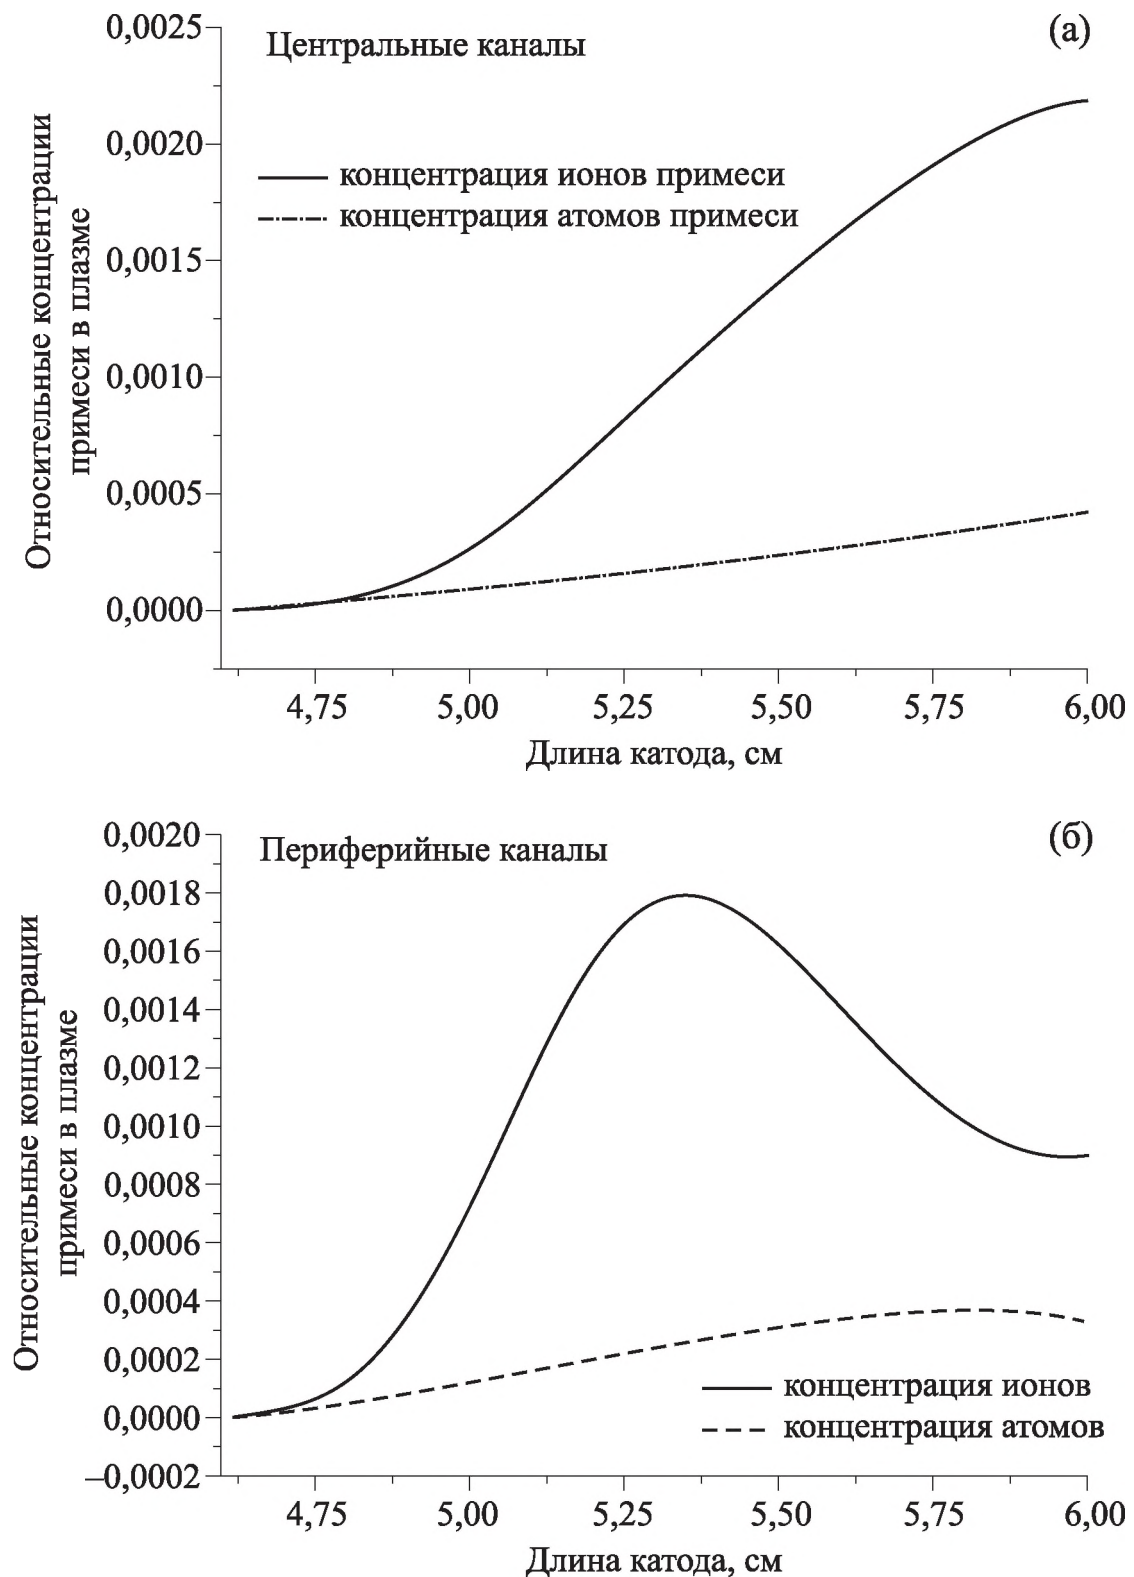 (а)
Центральные каналы
концентрация ионов примеси
концентрация атомов примеси
Относительные концентрации
примеси в плазме
0,0025
0,0020
0,0015
0,0010
0,0005
0,0000
4,75 5,00 5,25 5,50 5,75 6,00
Длина катода, см
(б)
Периферийные каналы
Относительные концентрации
примеси в плазме
0,0020
0,0018
0,0016
0,0014
0,0012
0,0010
0,0008
0,0006
0,0004
0,0002
0,0000
–0,0002
концентрация ионов
концентрация атомов
4,75 5,00 5,25 5,50 5,75 6,00
Длина катода, см